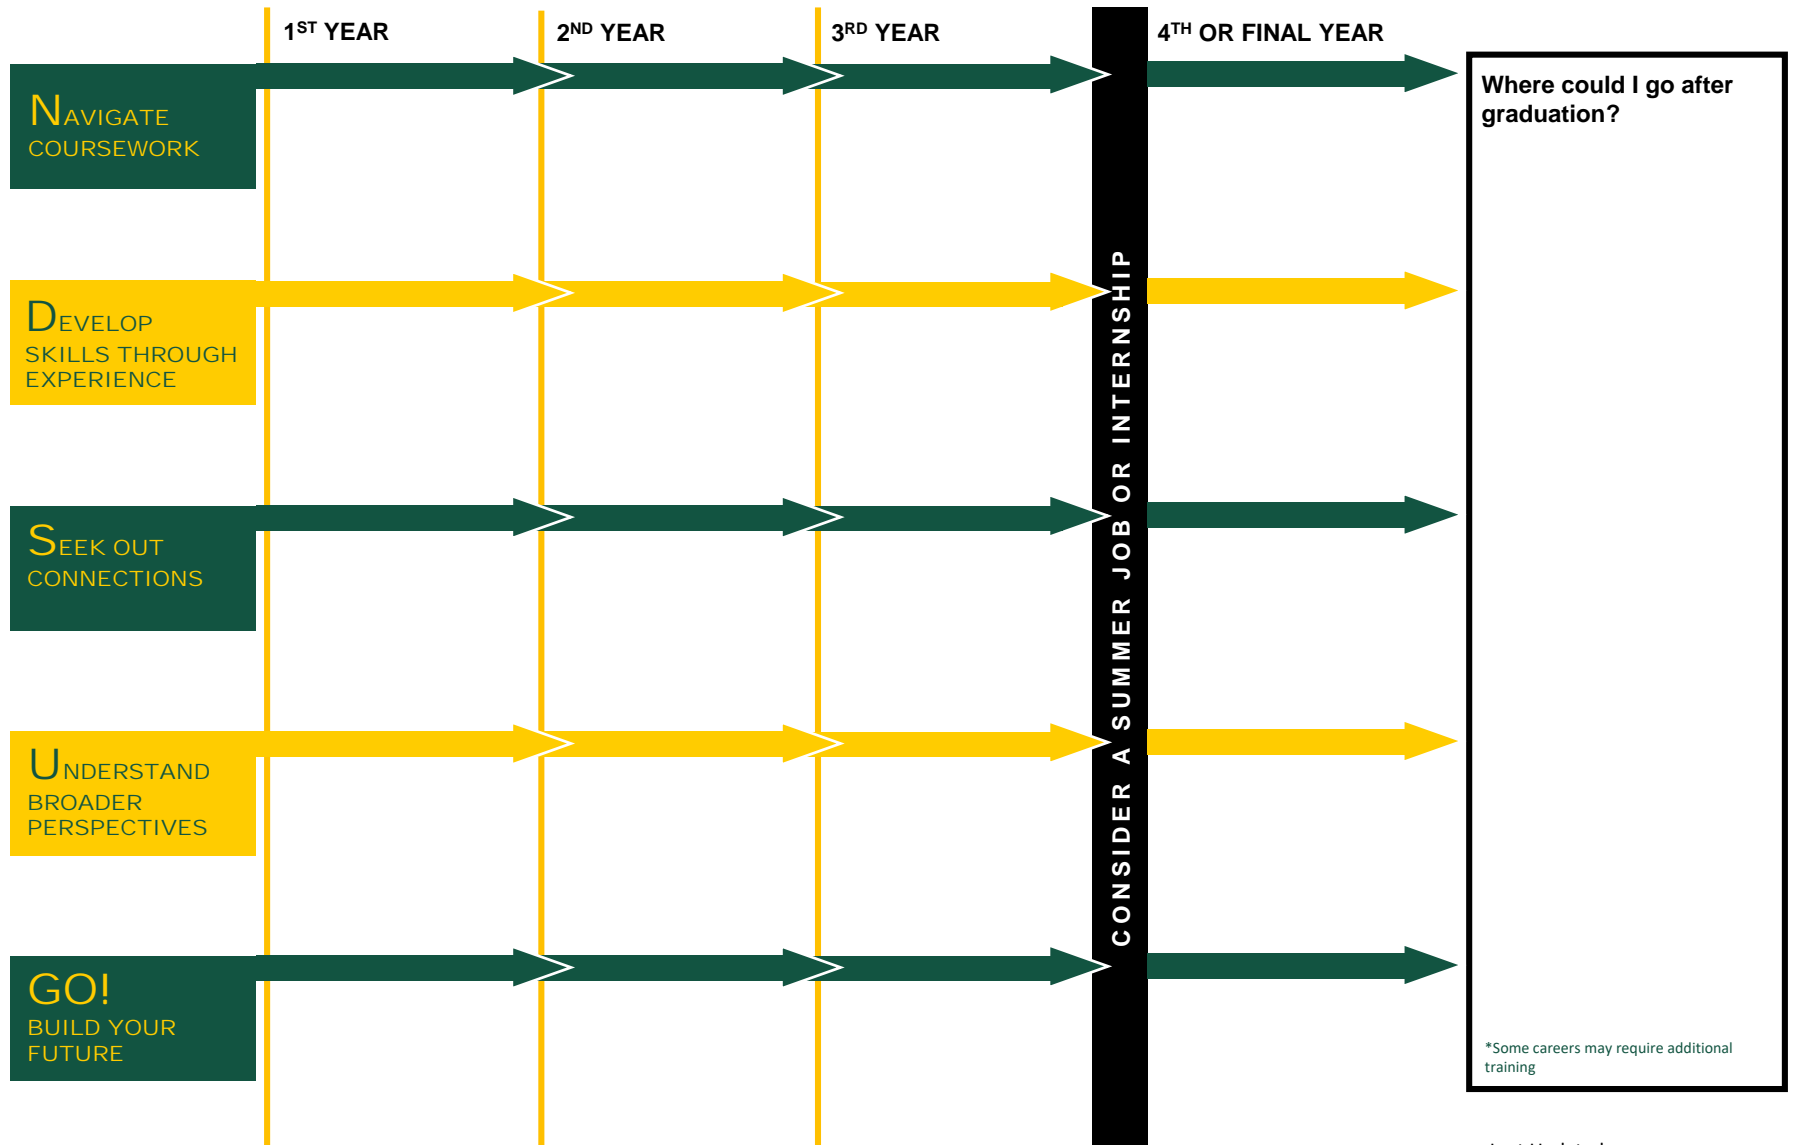 1ST YEAR
2ND YEAR
3RD YEAR
4TH OR FINAL YEAR
NAVIGATE
COURSEWORK
DEVELOP
SKILLS THROUGH
EXPERIENCE
SEEK OUT
CONNECTIONS
UNDERSTAND
BROADER
PERSPECTIVES
GO!
BUILD YOUR
FUTURE
CONSIDER A SUMMER JOB OR INTERNSHIP
Where could I go after
graduation?
*Some careers may require additional
training